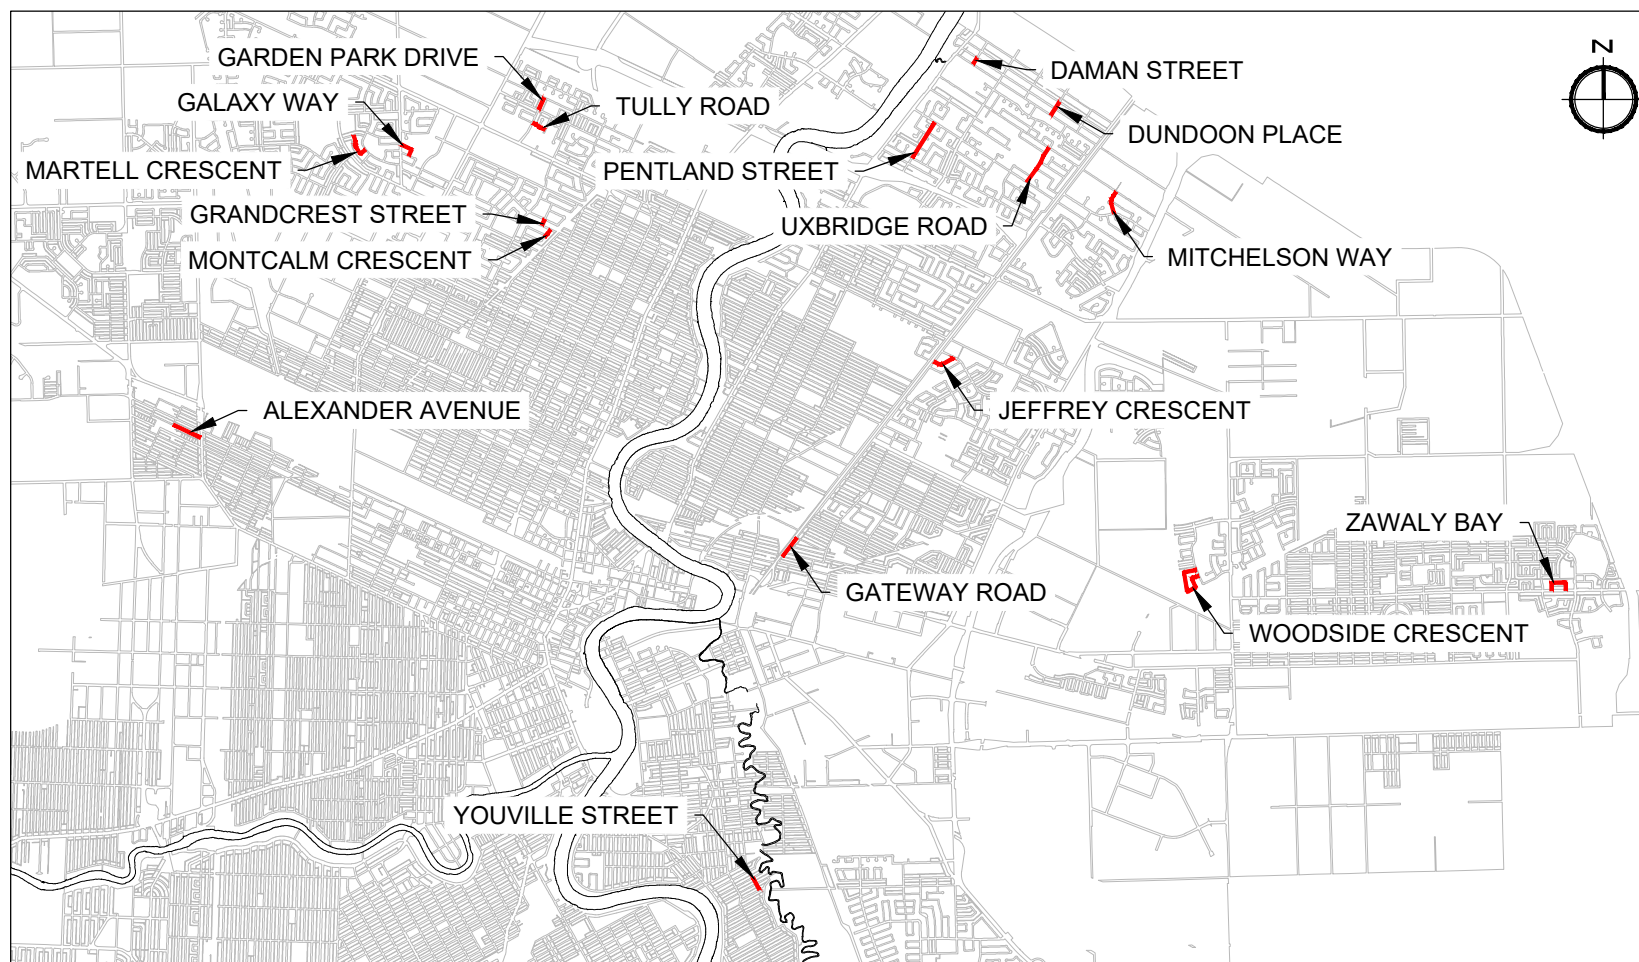 N
GARDEN PARK DRIVE
DAMAN STREET
GALAXY WAY
TULLY ROAD
DUNDOON PLACE
MARTELL CRESCENT
PENTLAND STREET
GRANDCREST STREET
UXBRIDGE ROAD
MONTCALM CRESCENT
MITCHELSON WAY
ALEXANDER AVENUE
JEFFREY CRESCENT
ZAWALY BAY
GATEWAY ROAD
WOODSIDE CRESCENT
YOUVILLE STREET